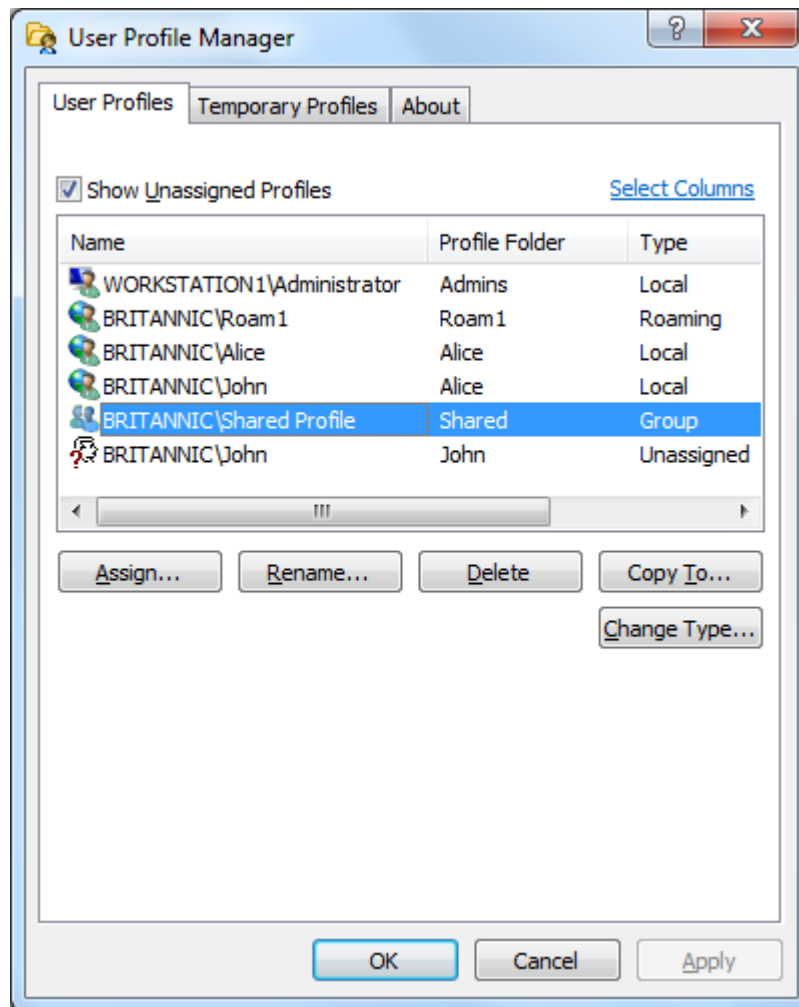 User Profile Manager
User Profiles Temporary Profiles About
Show Unassigned Profiles Select Columns
Name Profile Folder Type
WORKSTATION1\Administrator Admins Local
BRITANNIC\Roam1 Roam1 Roaming
BRITANNIC\Alice Alice Local
BRITANNIC\John Alice Local
BRITANNIC\Shared Profile Shared Group
BRITANNIC\John John Unassigned
Assign... Rename... Delete Copy To...
Change Type...
OK Cancel Apply